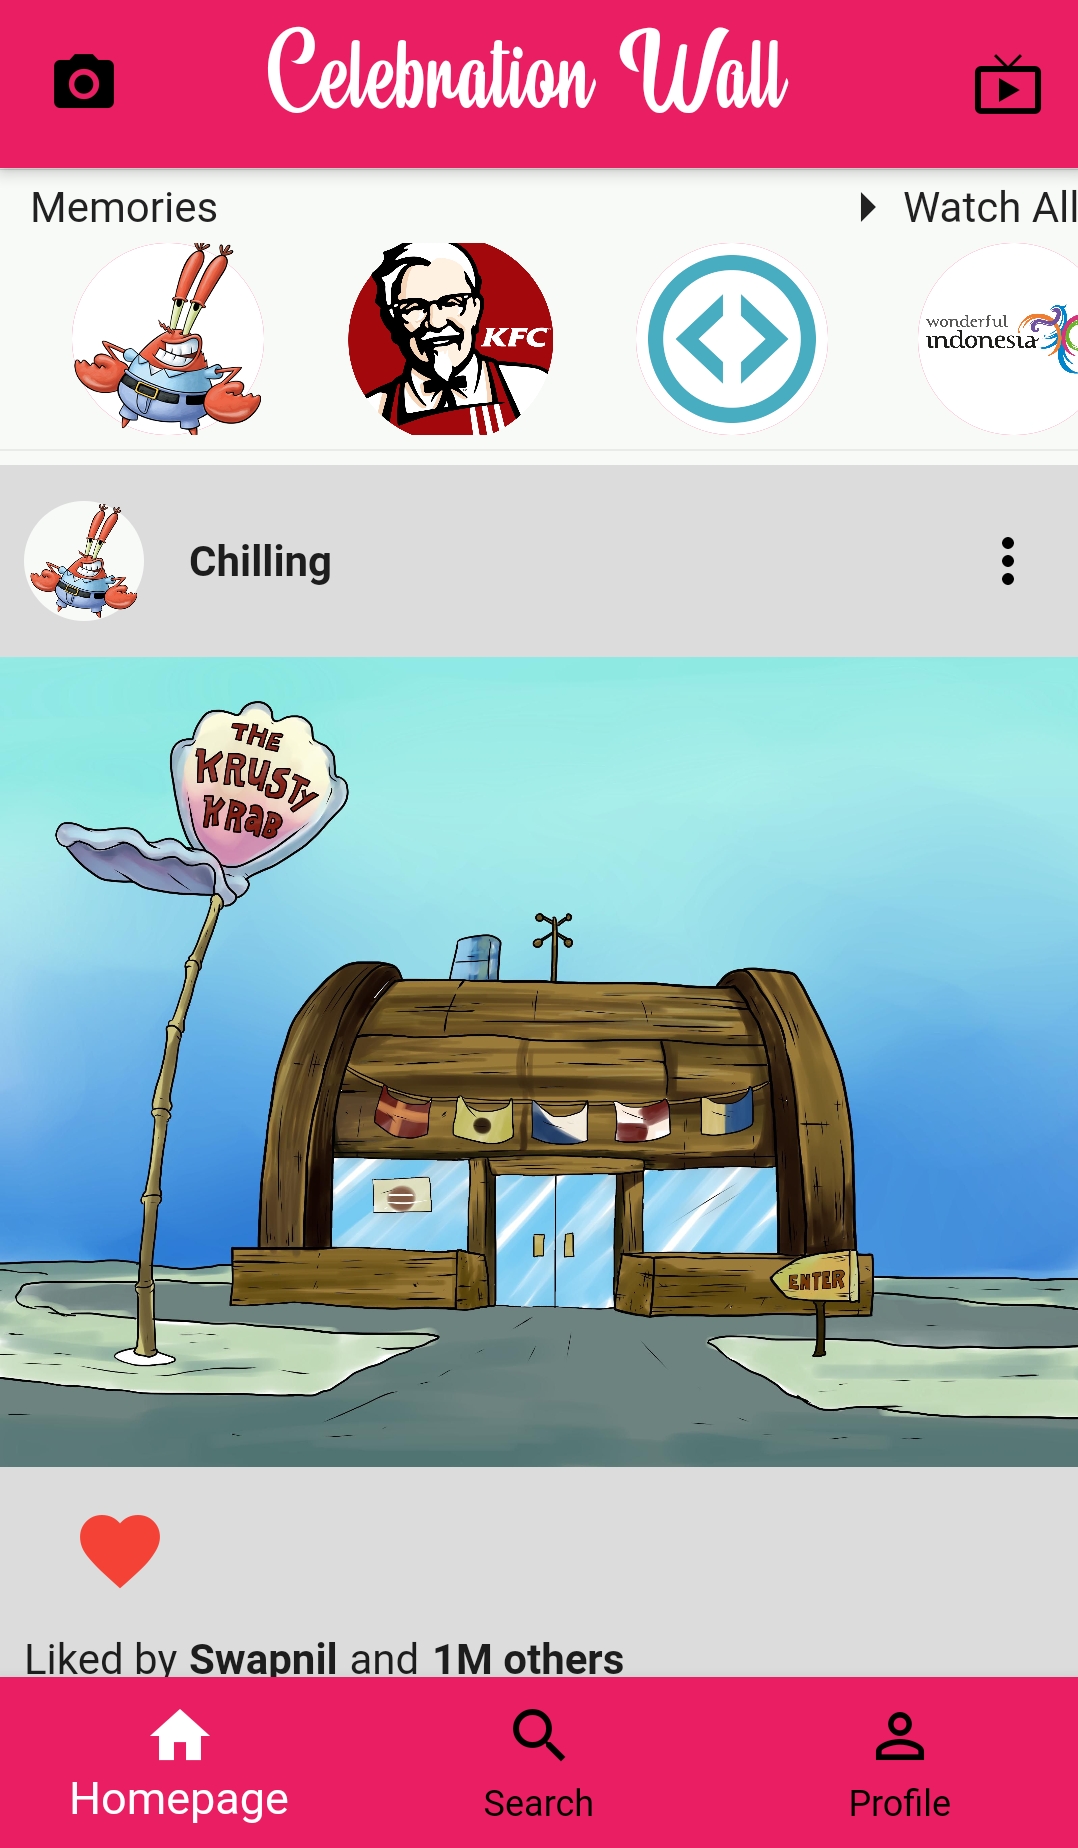 Celebration Wall
Memories
Watch All
KFC
wonderful
indonesia
Chilling
THE
KRUSTY
KRAB
ENTER
Liked by Swapnil and 1M others
Homepage
Search
Profile